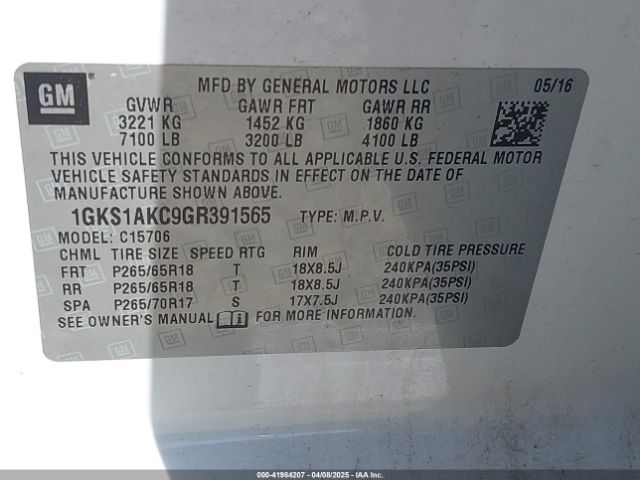 GM
MFD BY GENERAL MOTORS LLC 05/16
GVWR GAWR FRT GAWR RR
3221 KG 1452 KG 1860 KG
7100 LB 3200 LB 4100 LB
THIS VEHICLE CONFORMS TO ALL APPLICABLE U.S. FEDERAL MOTOR
VEHICLE SAFETY STANDARDS IN EFFECT ON THE DATE OF
MANUFACTURE SHOWN ABOVE.
1GKS1AKC9GR391565 TYPE: M.P.V.
MODEL: C15706
CHML TIRE SIZE SPEED RTG RIM COLD TIRE PRESSURE
FRT P265/65R18 T 18X8.5J 240KPA(35PSI)
RR P265/65R18 T 18X8.5J 240KPA(35PSI)
SPA P265/70R17 S 17X7.5J 240KPA(35PSI)
SEE OWNER'S MANUAL FOR MORE INFORMATION.
000-41984207 - 04/08/2025 - IAAI.COM